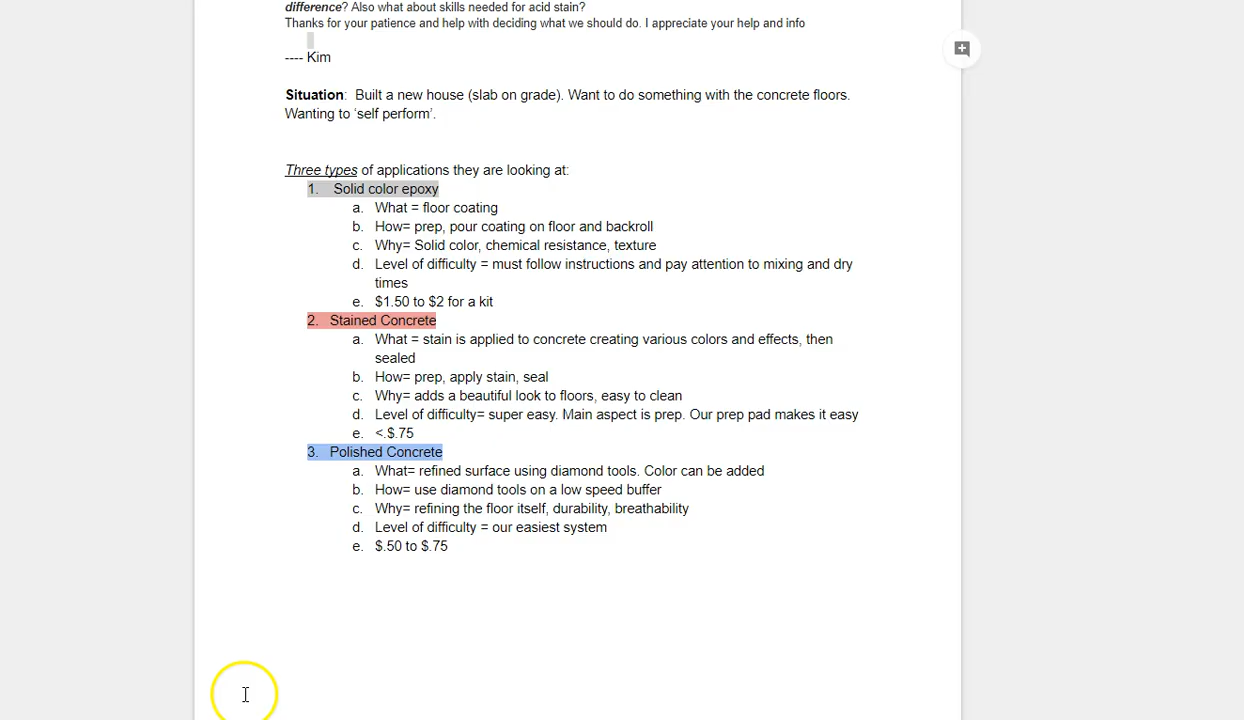 difference? Also what about skills needed for acid stain?
Thanks for your patience and help with deciding what we should do. I appreciate your help and info
---- Kim
Situation:  Built a new house (slab on grade). Want to do something with the concrete floors.
Wanting to ‘self perform’.
Three types of applications they are looking at:
1. Solid color epoxy
a. What = floor coating
b. How= prep, pour coating on floor and backroll
c. Why= Solid color, chemical resistance, texture
d. Level of difficulty = must follow instructions and pay attention to mixing and dry
times
e. $1.50 to $2 for a kit
2. Stained Concrete
a. What = stain is applied to concrete creating various colors and effects, then
sealed
b. How= prep, apply stain, seal
c. Why= adds a beautiful look to floors, easy to clean
d. Level of difficulty= super easy. Main aspect is prep. Our prep pad makes it easy
e. <.$.75
3. Polished Concrete
a. What= refined surface using diamond tools. Color can be added
b. How= use diamond tools on a low speed buffer
c. Why= refining the floor itself, durability, breathability
d. Level of difficulty = our easiest system
e. $.50 to $.75